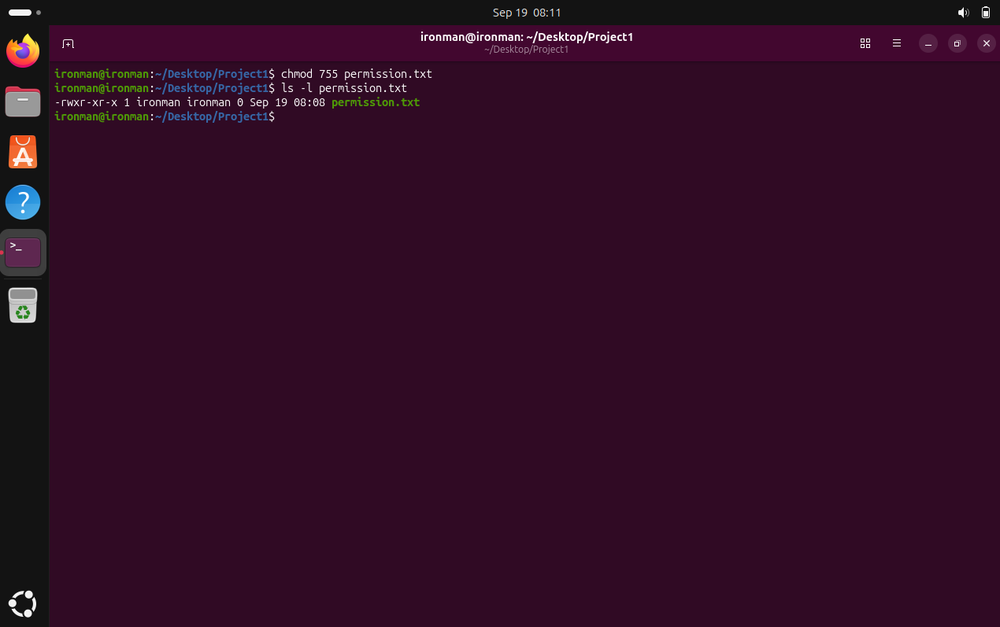 Sep 19 08:11
ironman@ironman: ~/Desktop/Project1
~/Desktop/Project1
ironman@ironman:~/Desktop/Project1$ chmod 755 permission.txt
ironman@ironman:~/Desktop/Project1$ ls -l permission.txt
-rwxr-xr-x 1 ironman ironman 0 Sep 19 08:08 permission.txt
ironman@ironman:~/Desktop/Project1$
A
?
>_